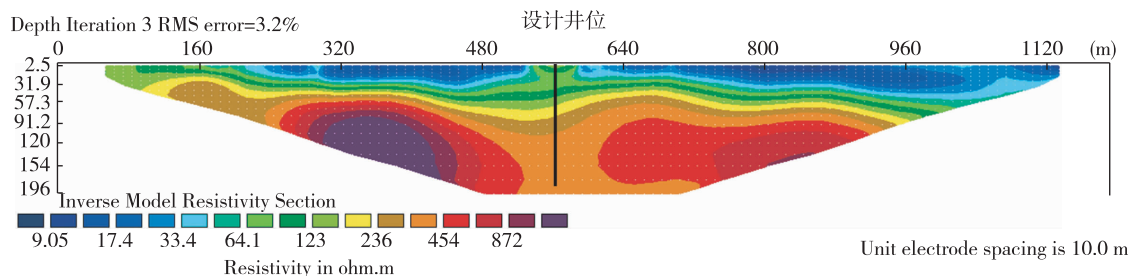 Depth Iteration 3 RMS error=3.2%
设计井位
0 160 320 480 640 800 960 1120 (m)
2.5
31.9
57.3
91.2
120
154
196
Inverse Model Resistivity Section
9.05 17.4 33.4 64.1 123 236 454 872
Resistivity in ohm.m
Unit electrode spacing is 10.0 m